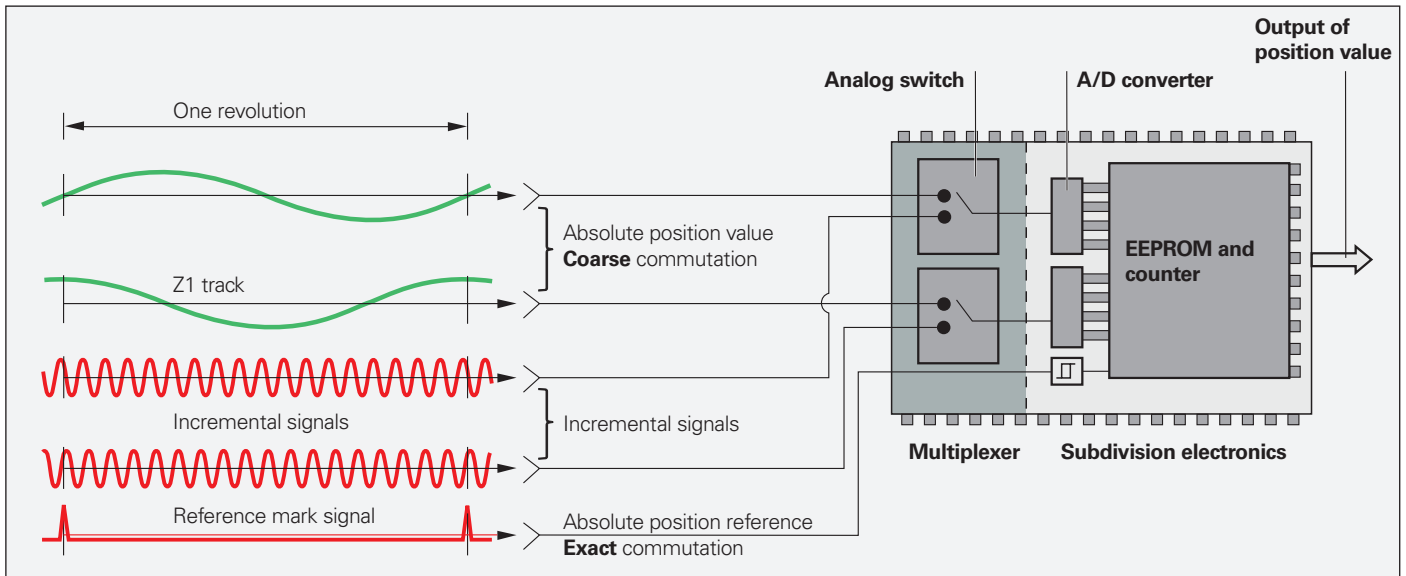 Output of
position value
Analog switch
A/D converter
One revolution
Absolute position value
Coarse commutation
EEPROM and
counter
Z1 track
Incremental signals
Incremental signals
Multiplexer
Subdivision electronics
Reference mark signal
Absolute position reference
Exact commutation